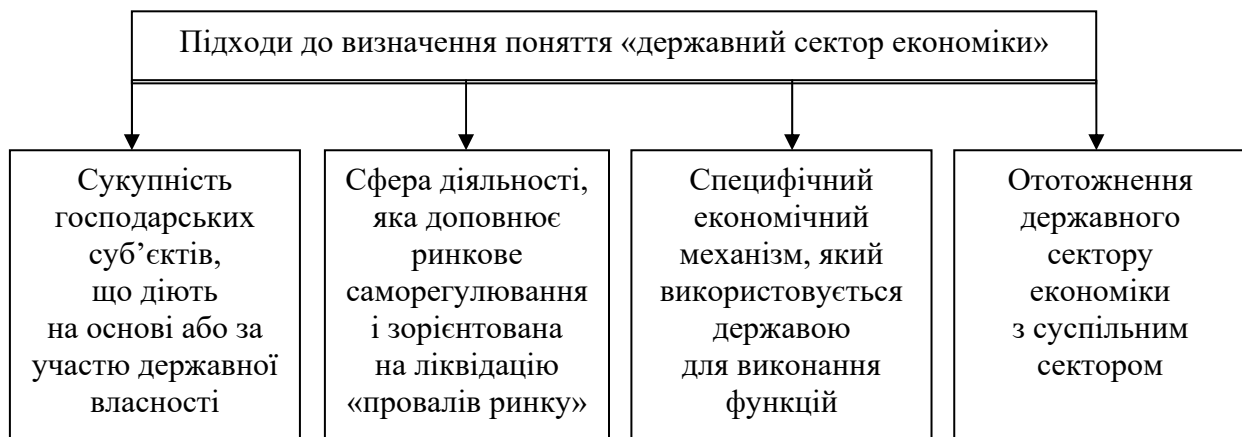 Підходи до визначення поняття «державний сектор економіки»
Сукупність
господарських
суб’єктів,
що діють
на основі або за
участю державної
власності
Сфера діяльності,
яка доповнює
ринкове
саморегулювання
і зорієнтована
на ліквідацію
«провалів ринку»
Специфічний
економічний
механізм, який
використовується
державою
для виконання
функцій
Ототожнення
державного
сектору
економіки
з суспільним
сектором